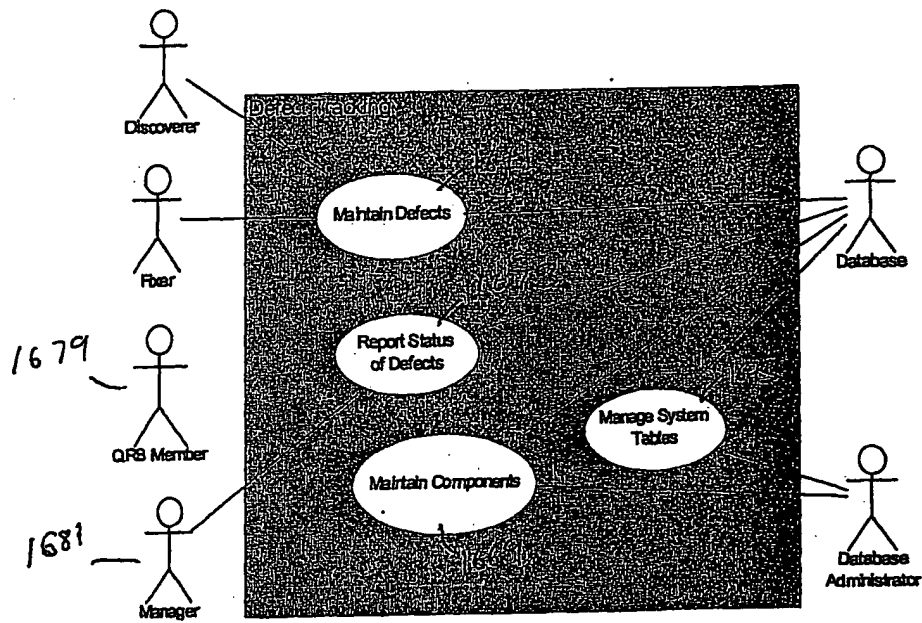 Defect Tracking
Discoverer
Maintain Defects
Fixer
Database
1679
Report Status
of Defects
QRB Member
Manage System
Tables
Maintain Components
1681
Manager
Database
Administrator